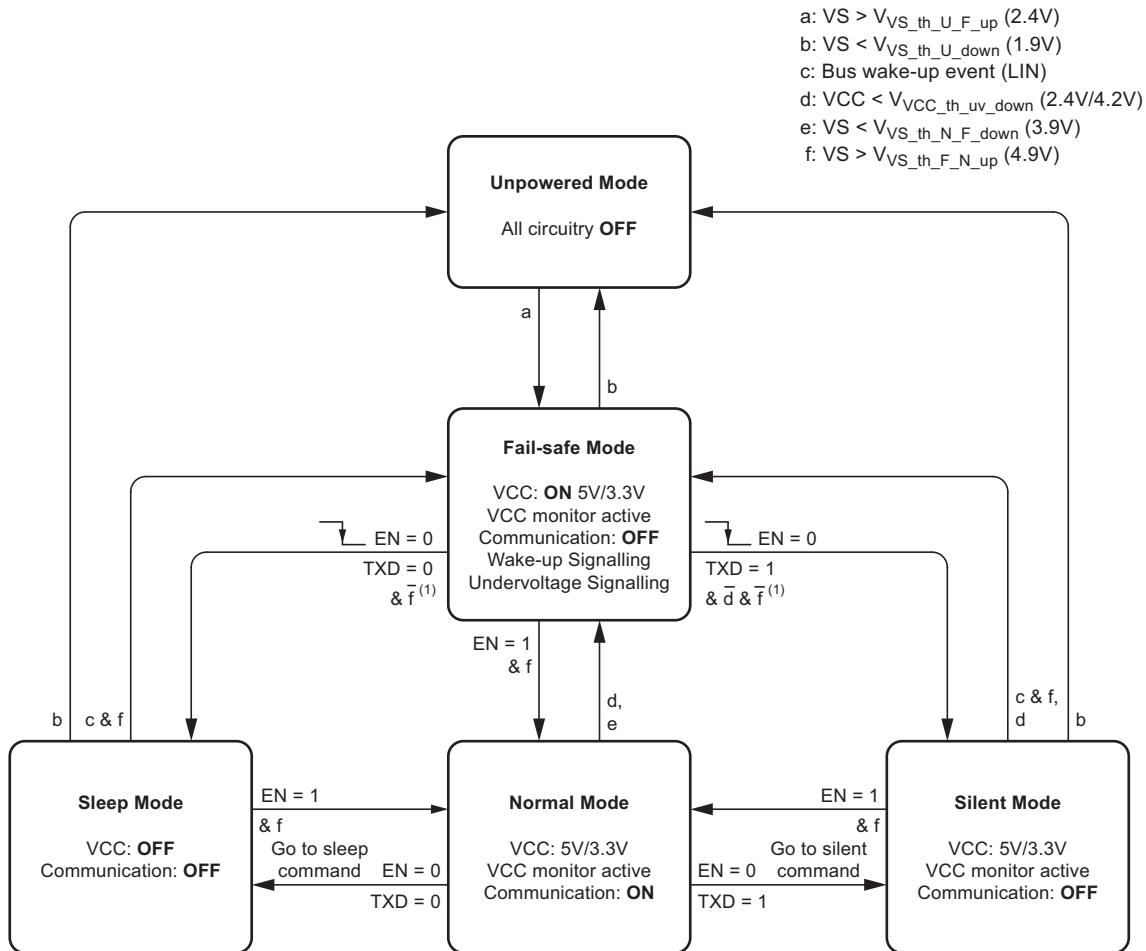 a: VS > VVS_th_U_F_up (2.4V)
b: VS < VVS_th_U_down (1.9V)
c: Bus wake-up event (LIN)
d: VCC < VVCC_th_uv_down (2.4V/4.2V)
e: VS < VVS_th_N_F_down (3.9V)
f: VS > VVS_th_F_N_up (4.9V)
Unpowered Mode
All circuitry OFF
a
b
Fail-safe Mode
VCC: ON 5V/3.3V
VCC monitor active
Communication: OFF
Wake-up Signalling
Undervoltage Signalling
EN = 0
TXD = 0
& f̅ (1)
EN = 0
TXD = 1
& d̅ & f̅ (1)
EN = 1
& f
d,
e
b
c & f
c & f,
d
b
Sleep Mode
VCC: OFF
Communication: OFF
EN = 1
& f
Go to sleep
command
EN = 0
TXD = 0
Normal Mode
VCC: 5V/3.3V
VCC monitor active
Communication: ON
EN = 1
& f
Go to silent
command
EN = 0
TXD = 1
Silent Mode
VCC: 5V/3.3V
VCC monitor active
Communication: OFF